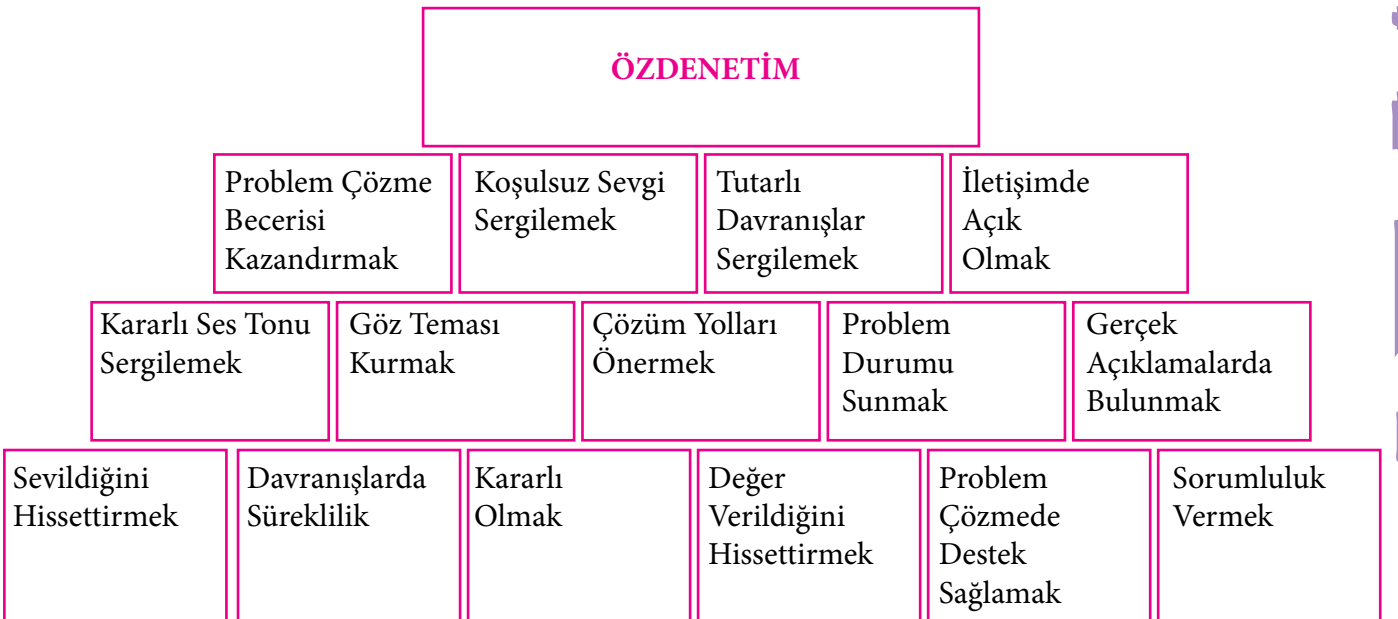 ÖZDENETİM
Problem Çözme
Becerisi
Kazandırmak
Koşulsuz Sevgi
Sergilemek
Tutarlı
Davranışlar
Sergilemek
İletişimde
Açık
Olmak
Kararlı Ses Tonu
Sergilemek
Göz Teması
Kurmak
Çözüm Yolları
Önermek
Problem
Durumu
Sunmak
Gerçek
Açıklamalarda
Bulunmak
Sevildiğini
Hissettirmek
Davranışlarda
Süreklilik
Kararlı
Olmak
Değer
Verildiğini
Hissettirmek
Problem
Çözmede
Destek
Sağlamak
Sorumluluk
Vermek